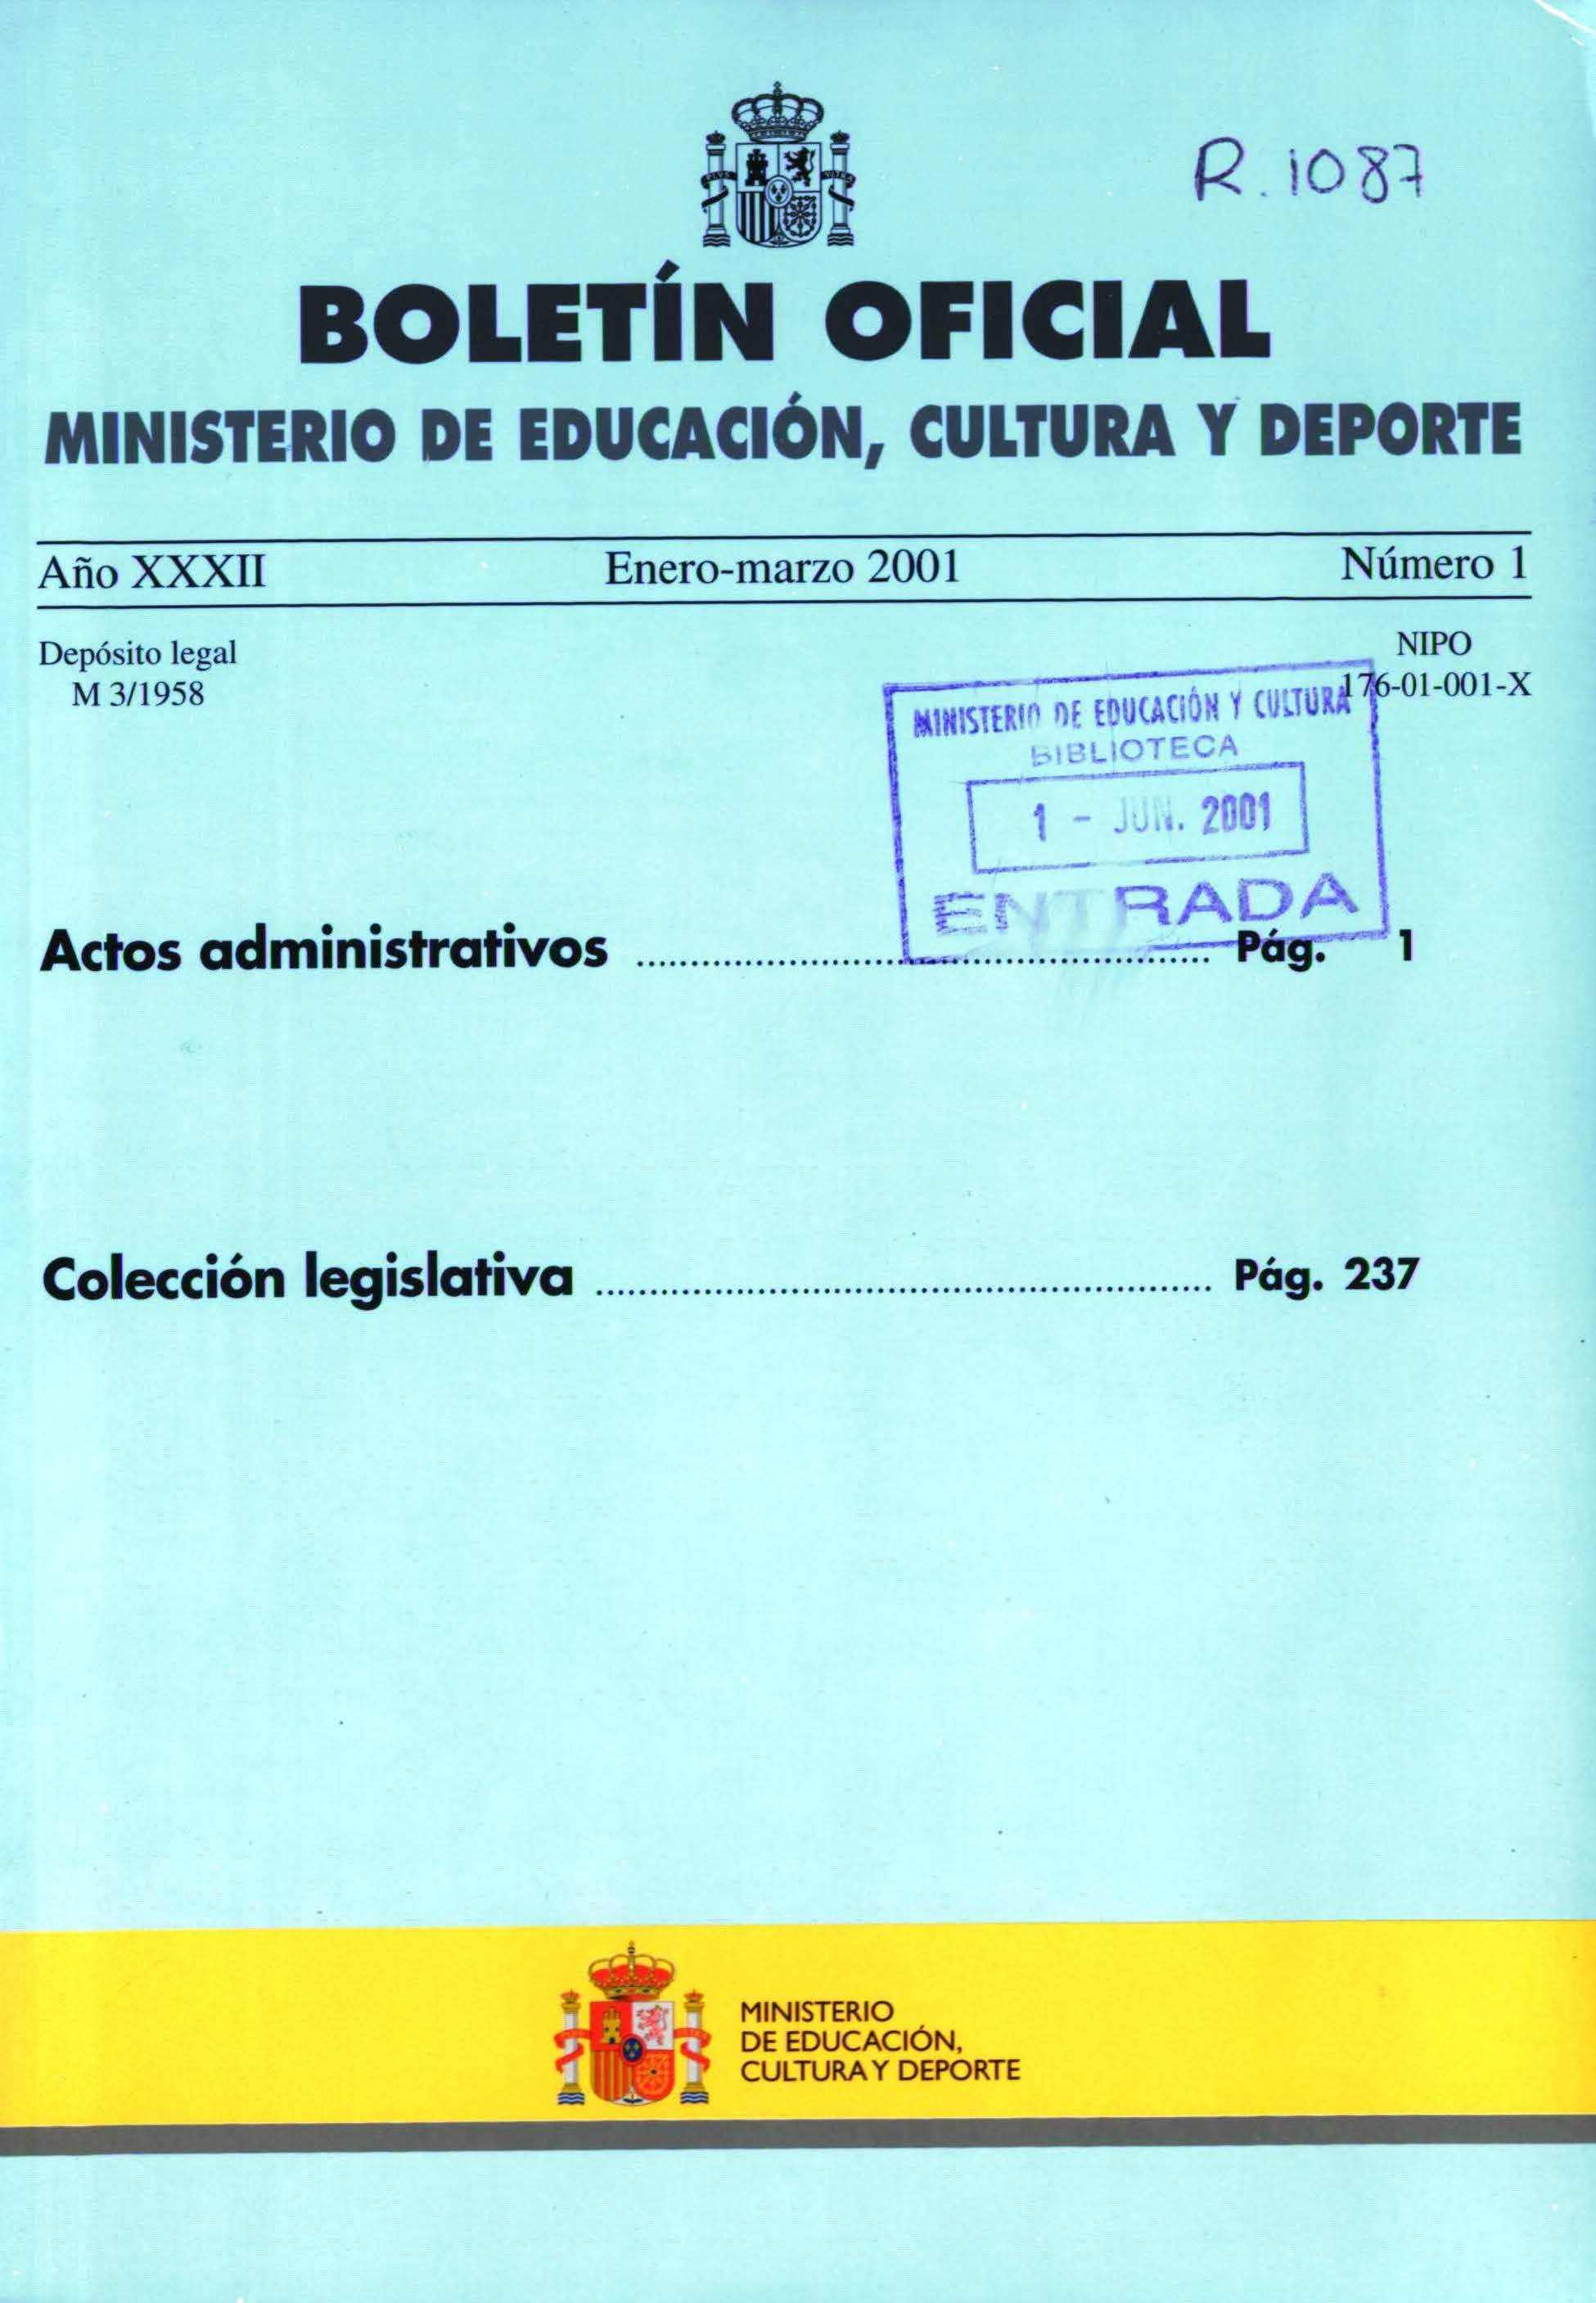 R. 1087
PLVS VLTRA
BOLETÍN OFICIAL
MINISTERIO DE EDUCACIÓN, CULTURA Y DEPORTE
Año XXXII Enero-marzo 2001 Número 1
Depósito legal NIPO
M 3/1958 176-01-001-X
MINISTERIO DE EDUCACIÓN Y CULTURA
BIBLIOTECA
1 - JUN. 2001
ENTRADA
Actos administrativos ........................................................ Pág. 1
Colección legislativa ........................................................ Pág. 237
MINISTERIO
DE EDUCACIÓN,
CULTURA Y DEPORTE